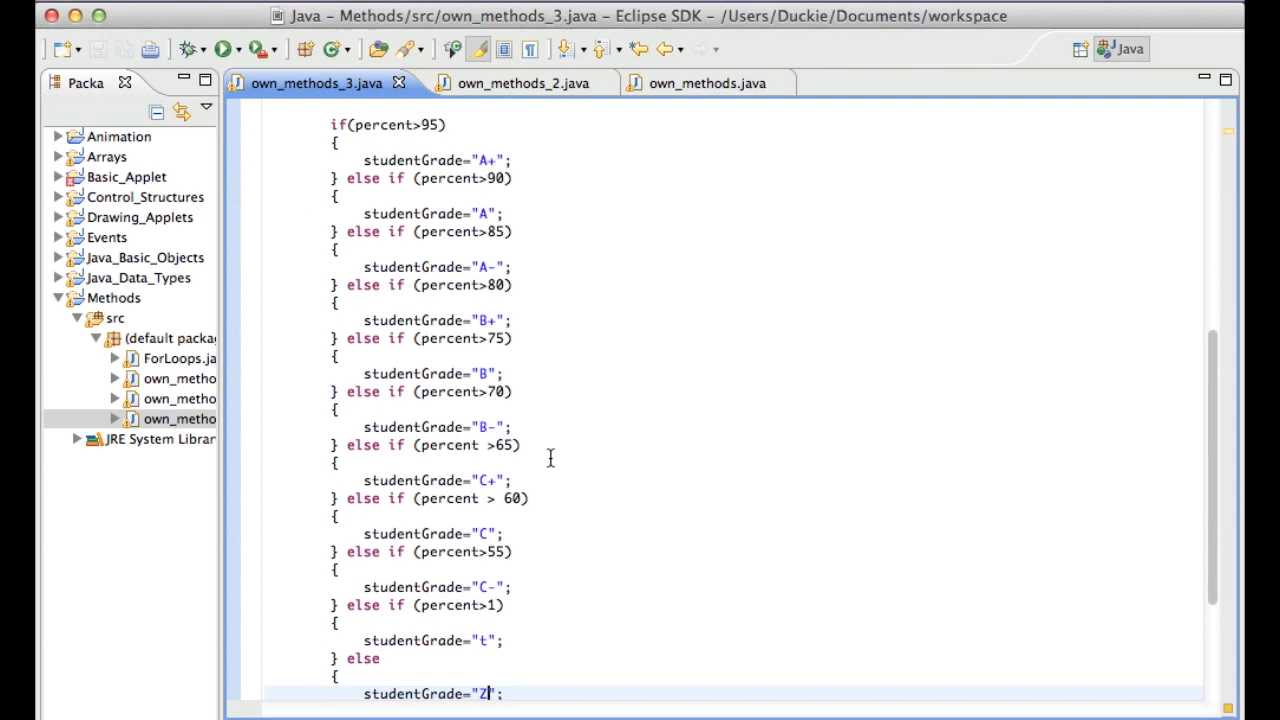 Java - Methods/src/own_methods_3.java - Eclipse SDK - /Users/Duckie/Documents/workspace
Java
Packa
own_methods_3.java
own_methods_2.java
own_methods.java
Animation
Arrays
Basic_Applet
Control_Structures
Drawing_Applets
Events
Java_Basic_Objects
Java_Data_Types
Methods
src
(default packa
ForLoops.ja
own_metho
own_metho
own_metho
JRE System Librar
if(percent>95)
{
studentGrade="A+";
} else if (percent>90)
{
studentGrade="A";
} else if (percent>85)
{
studentGrade="A-";
} else if (percent>80)
{
studentGrade="B+";
} else if (percent>75)
{
studentGrade="B";
} else if (percent>70)
{
studentGrade="B-";
} else if (percent >65)
{
studentGrade="C+";
} else if (percent > 60)
{
studentGrade="C";
} else if (percent>55)
{
studentGrade="C-";
} else if (percent>1)
{
studentGrade="t";
} else
{
studentGrade="Z";